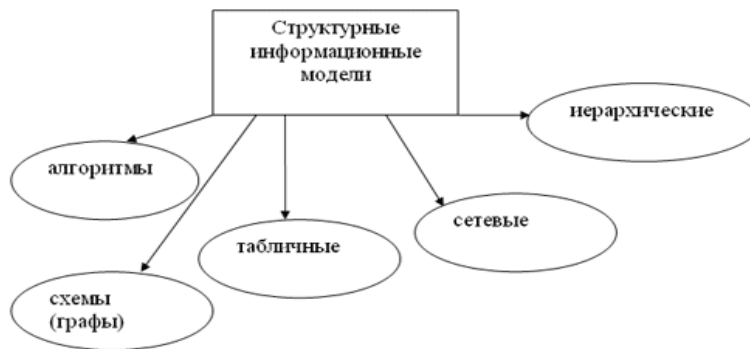 Структурные
информационные
модели
иерархические
алгоритмы
сетевые
табличные
схемы
(графы)